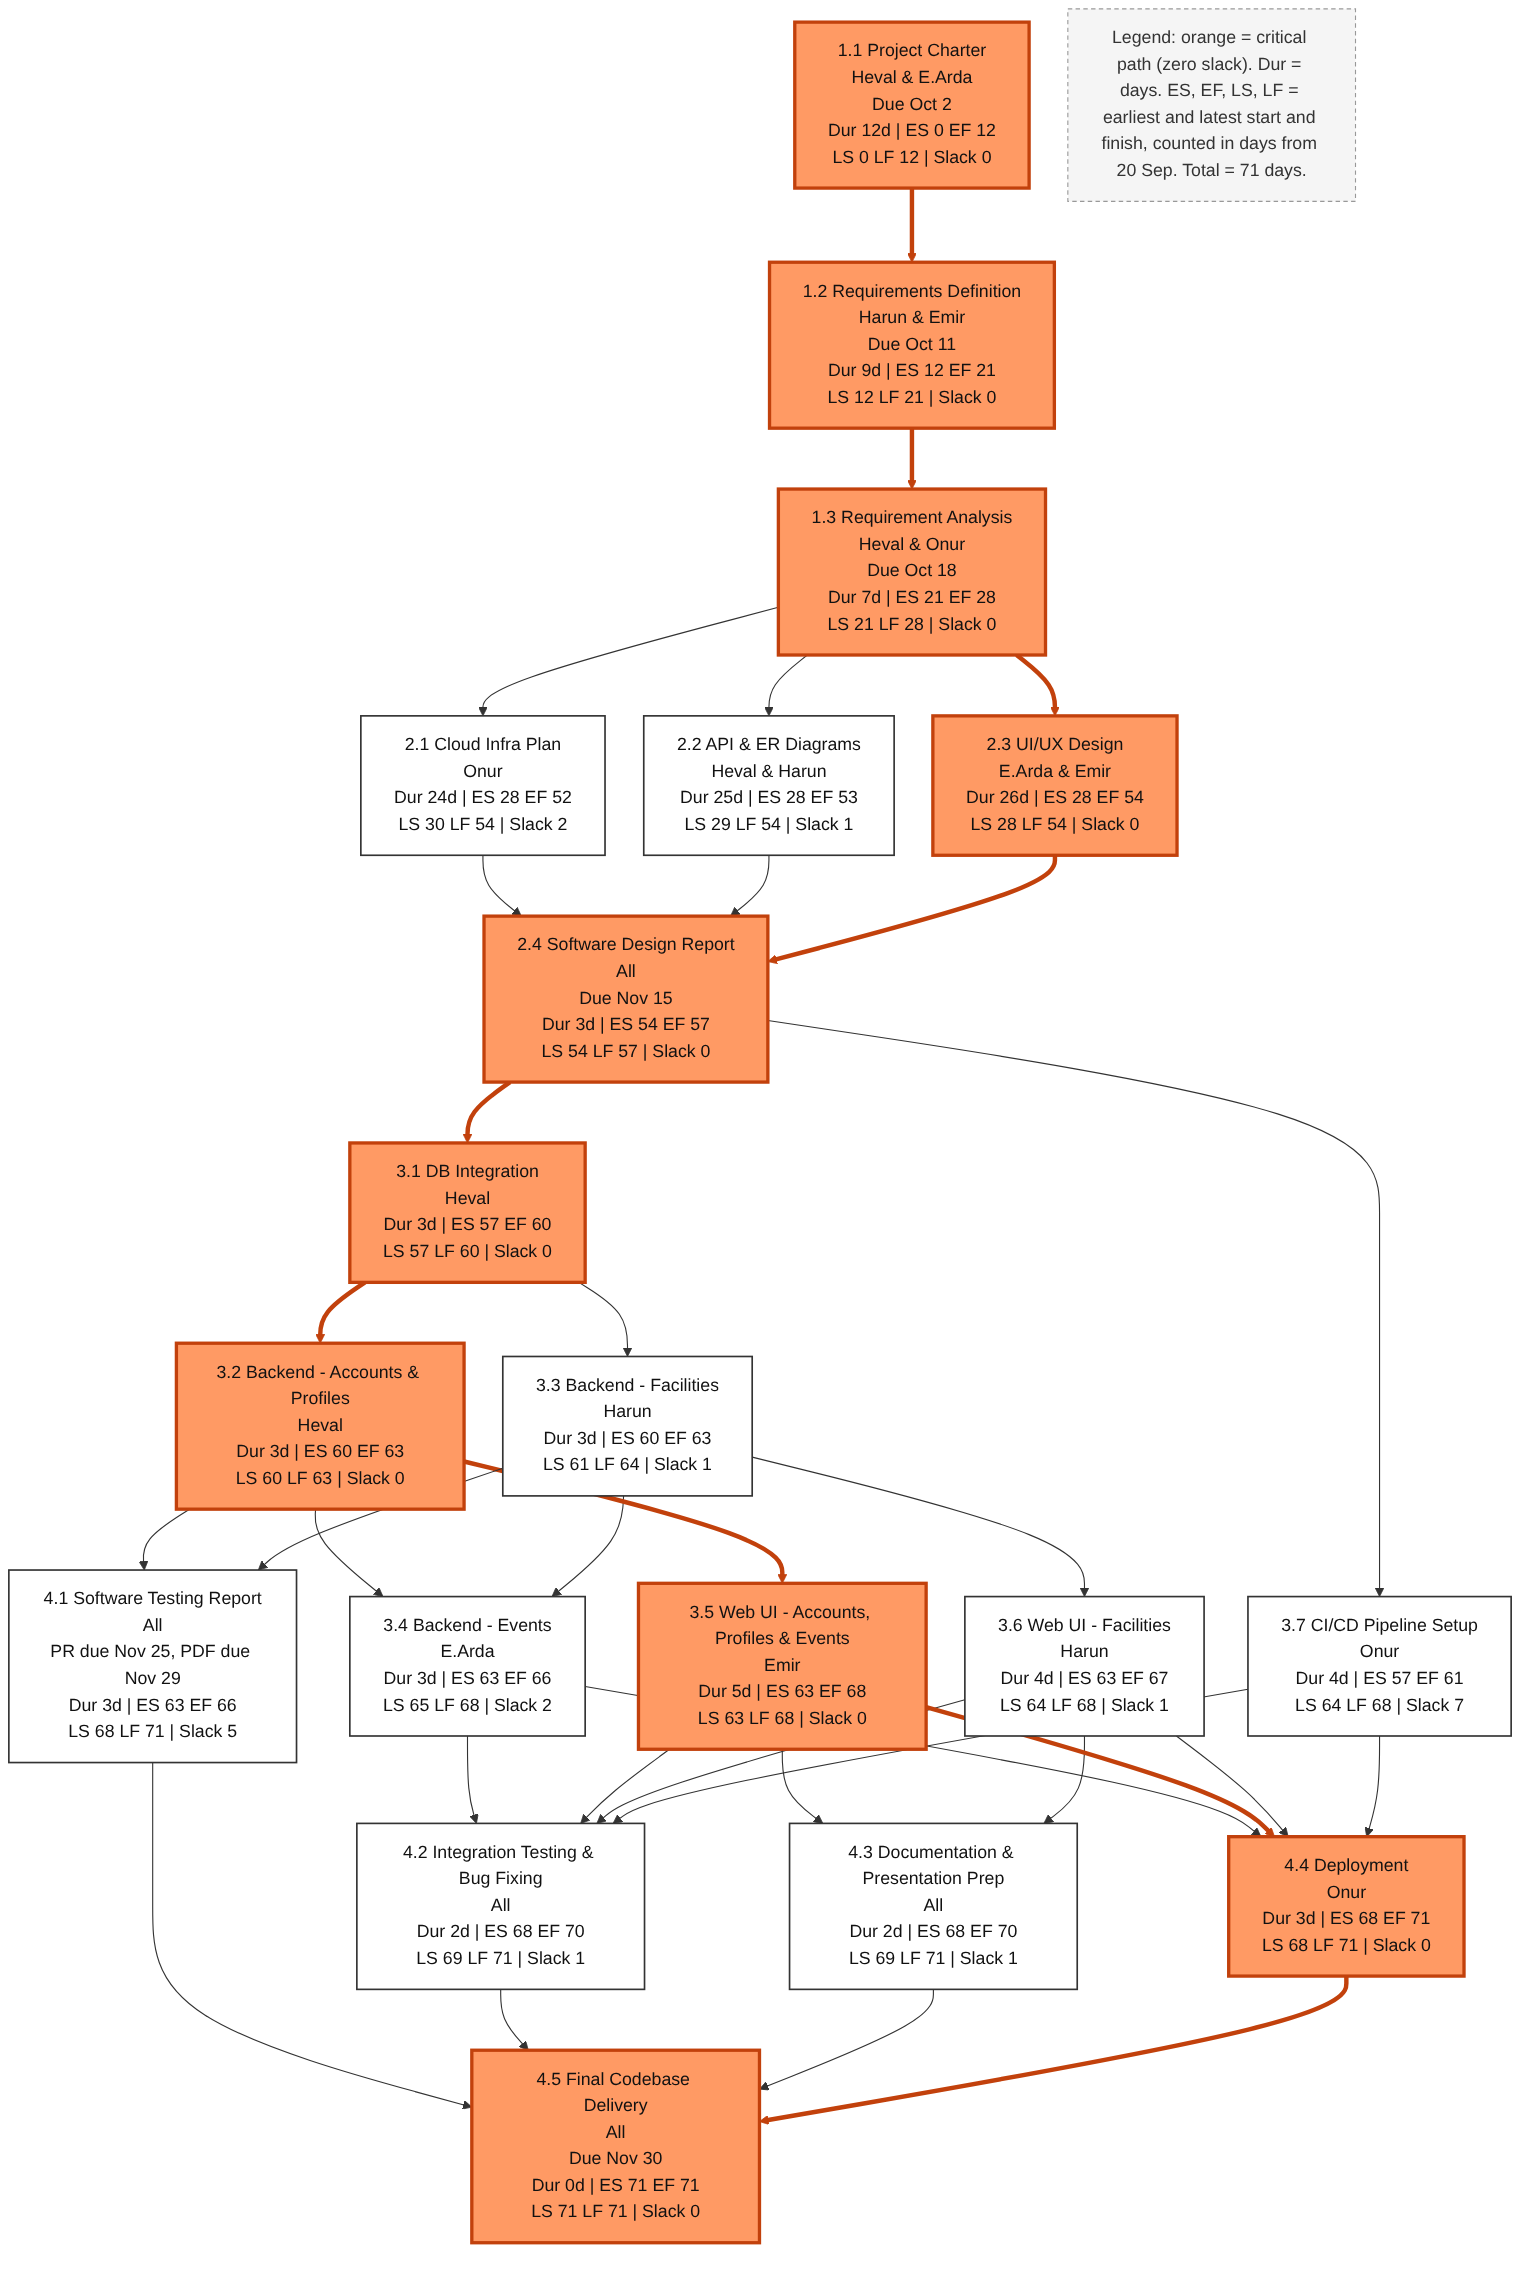 1.1 Project Charter
Heval & E.Arda
Due Oct 2
Dur 12d | ES 0 EF 12
LS 0 LF 12 | Slack 0
Legend: orange = critical
path (zero slack). Dur =
days. ES, EF, LS, LF =
earliest and latest start and
finish, counted in days from
20 Sep. Total = 71 days.
1.2 Requirements Definition
Harun & Emir
Due Oct 11
Dur 9d | ES 12 EF 21
LS 12 LF 21 | Slack 0
1.3 Requirement Analysis
Heval & Onur
Due Oct 18
Dur 7d | ES 21 EF 28
LS 21 LF 28 | Slack 0
2.1 Cloud Infra Plan
Onur
Dur 24d | ES 28 EF 52
LS 30 LF 54 | Slack 2
2.2 API & ER Diagrams
Heval & Harun
Dur 25d | ES 28 EF 53
LS 29 LF 54 | Slack 1
2.3 UI/UX Design
E.Arda & Emir
Dur 26d | ES 28 EF 54
LS 28 LF 54 | Slack 0
2.4 Software Design Report
All
Due Nov 15
Dur 3d | ES 54 EF 57
LS 54 LF 57 | Slack 0
3.1 DB Integration
Heval
Dur 3d | ES 57 EF 60
LS 57 LF 60 | Slack 0
3.2 Backend - Accounts &
Profiles
Heval
Dur 3d | ES 60 EF 63
LS 60 LF 63 | Slack 0
3.3 Backend - Facilities
Harun
Dur 3d | ES 60 EF 63
LS 61 LF 64 | Slack 1
4.1 Software Testing Report
All
PR due Nov 25, PDF due
Nov 29
Dur 3d | ES 63 EF 66
LS 68 LF 71 | Slack 5
3.4 Backend - Events
E.Arda
Dur 3d | ES 63 EF 66
LS 65 LF 68 | Slack 2
3.5 Web UI - Accounts,
Profiles & Events
Emir
Dur 5d | ES 63 EF 68
LS 63 LF 68 | Slack 0
3.6 Web UI - Facilities
Harun
Dur 4d | ES 63 EF 67
LS 64 LF 68 | Slack 1
3.7 CI/CD Pipeline Setup
Onur
Dur 4d | ES 57 EF 61
LS 64 LF 68 | Slack 7
4.2 Integration Testing &
Bug Fixing
All
Dur 2d | ES 68 EF 70
LS 69 LF 71 | Slack 1
4.3 Documentation &
Presentation Prep
All
Dur 2d | ES 68 EF 70
LS 69 LF 71 | Slack 1
4.4 Deployment
Onur
Dur 3d | ES 68 EF 71
LS 68 LF 71 | Slack 0
4.5 Final Codebase
Delivery
All
Due Nov 30
Dur 0d | ES 71 EF 71
LS 71 LF 71 | Slack 0